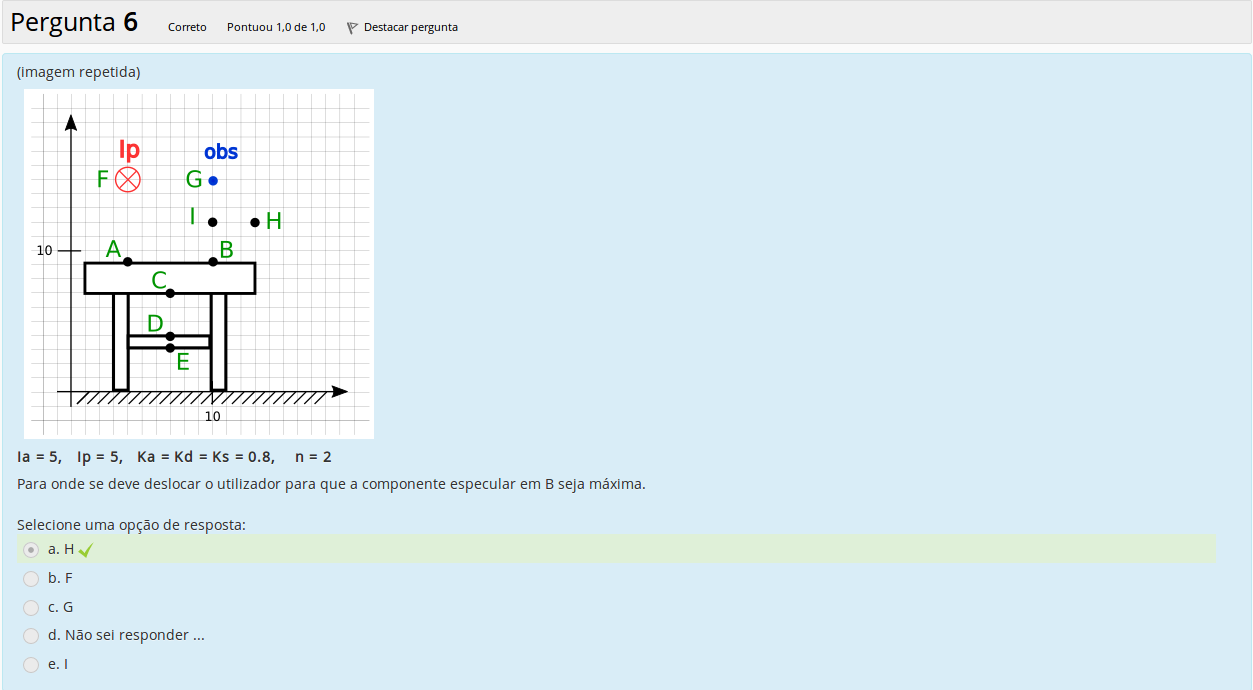 Pergunta 6 Correto Pontuou 1,0 de 1,0 Destacar pergunta
(imagem repetida)
Ip obs
F G
I H
10 A B
C
D
E
10
Ia = 5, Ip = 5, Ka = Kd = Ks = 0.8, n = 2
Para onde se deve deslocar o utilizador para que a componente especular em B seja máxima.
Selecione uma opção de resposta:
a. H
b. F
c. G
d. Não sei responder ...
e. I